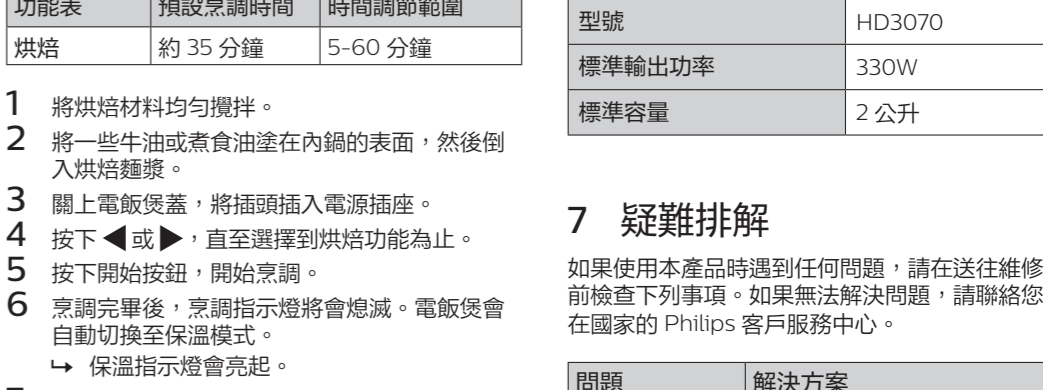 功能表 預設烹調時間 時間調節範圍
烘焙 約 35 分鐘 5-60 分鐘
1 將烘焙材料均勻攪拌。
2 將一些牛油或煮食油塗在內鍋的表面，然後倒
入烘焙麵漿。
3 關上電飯煲蓋，將插頭插入電源插座。
4 按下 ◀ 或 ▶，直至選擇到烘焙功能為止。
5 按下開始按鈕，開始烹調。
6 烹調完畢後，烹調指示燈將會熄滅。電飯煲會
自動切換至保溫模式。
↳ 保溫指示燈會亮起。
型號 HD3070
標準輸出功率 330W
標準容量 2 公升
7 疑難排解
如果使用本產品時遇到任何問題，請在送往維修
前檢查下列事項。如果無法解決問題，請聯絡您
在國家的 Philips 客戶服務中心。
問題 解決方案